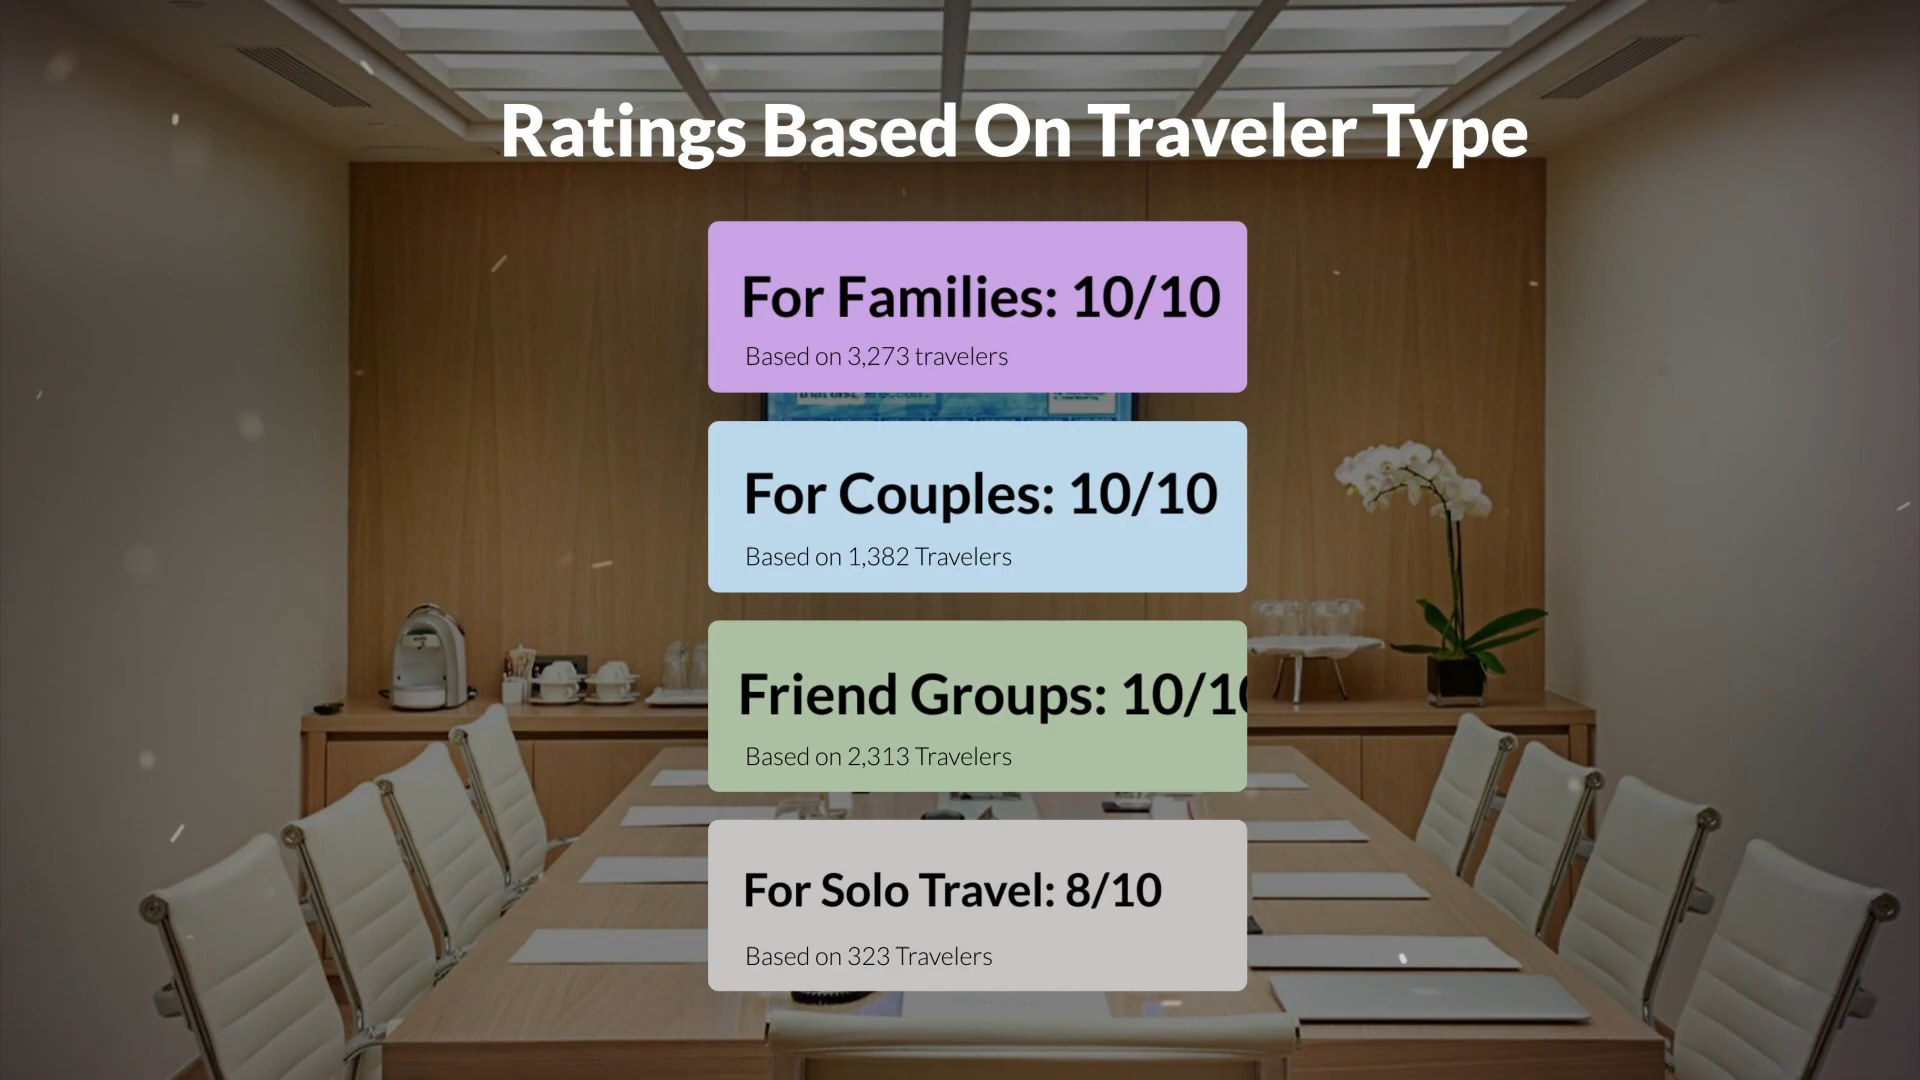 Ratings Based On Traveler Type
For Families: 10/10
Based on 3,273 travelers
For Couples: 10/10
Based on 1,382 Travelers
Friend Groups: 10/10
Based on 2,313 Travelers
For Solo Travel: 8/10
Based on 323 Travelers